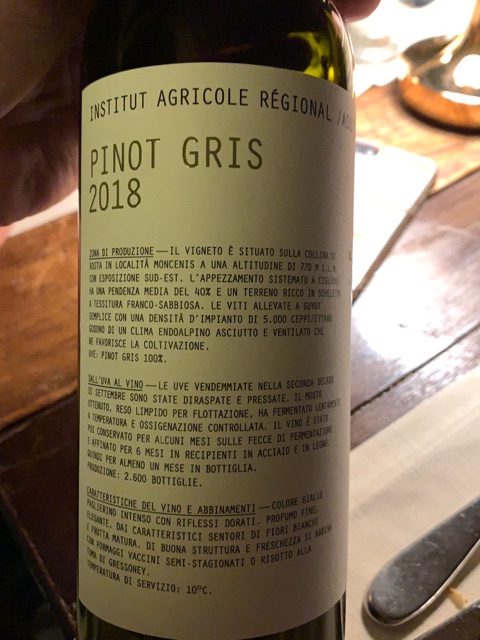 INSTITUT AGRICOLE RÉGIONAL /AOS
PINOT GRIS
2018
ZONA DI PRODUZIONE — IL VIGNETO È SITUATO SULLA COLLINA DI
AOSTA IN LOCALITÀ MONCENIS A UNA ALTITUDINE DI 770 M S.L.M.
CON ESPOSIZIONE SUD-EST. L'APPEZZAMENTO SISTEMATO A CIGLIONI
HA UNA PENDENZA MEDIA DEL 40% E UN TERRENO RICCO IN SCHELETRO
A TESSITURA FRANCO-SABBIOSA. LE VITI ALLEVATE A GUYOT
SEMPLICE CON UNA DENSITÀ D'IMPIANTO DI 5.000 CEPPI/ETTARO
GODONO DI UN CLIMA ENDOALPINO ASCIUTTO E VENTILATO CHE
NE FAVORISCE LA COLTIVAZIONE.
UVE: PINOT GRIS 100%.
DALL'UVA AL VINO — LE UVE VENDEMMIATE NELLA SECONDA DECADE
DI SETTEMBRE SONO STATE DIRASPATE E PRESSATE. IL MOSTO
OTTENUTO, RESO LIMPIDO PER FLOTTAZIONE, HA FERMENTATO LENTAMENTE
A TEMPERATURA E OSSIGENAZIONE CONTROLLATA. IL VINO È STATO
POI CONSERVATO PER ALCUNI MESI SULLE FECCE DI FERMENTAZIONE
E AFFINATO PER 6 MESI IN RECIPIENTI IN ACCIAIO E IN LEGNO,
QUINDI PER ALMENO UN MESE IN BOTTIGLIA.
PRODUZIONE: 2.600 BOTTIGLIE.
CARATTERISTICHE DEL VINO E ABBINAMENTI — COLORE GIALLO
PAGLIERINO INTENSO CON RIFLESSI DORATI. PROFUMO FINE,
ELEGANTE, DAI CARATTERISTICI SENTORI DI FIORI BIANCHI
E FRUTTA MATURA. DI BUONA STRUTTURA E FRESCHEZZA SI ABBINA
CON FORMAGGI VACCINI SEMI-STAGIONATI O RISOTTO ALLA
TOMA DI GRESSONEY.
TEMPERATURA DI SERVIZIO: 10°C.